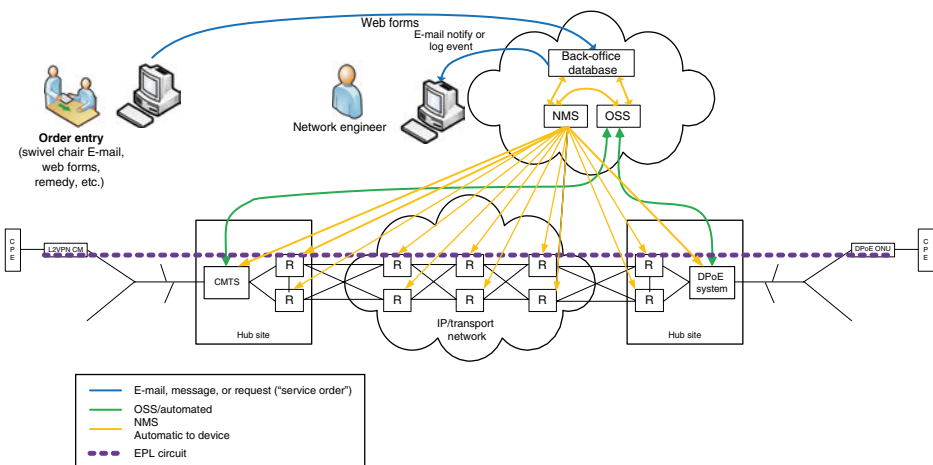 Web forms
E-mail notify or
log event
Back-office
database
NMS
OSS
Network engineer
Order entry
(swivel chair E-mail,
web forms,
remedy, etc.)
C
P
E
L2VPN CM
DPoE ONU
C
P
E
R
R
R
R
R
CMTS
DPoE
system
R
R
R
R
R
Hub site
IP/transport
network
Hub site
E-mail, message, or request (“service order”)
OSS/automated
NMS
Automatic to device
EPL circuit